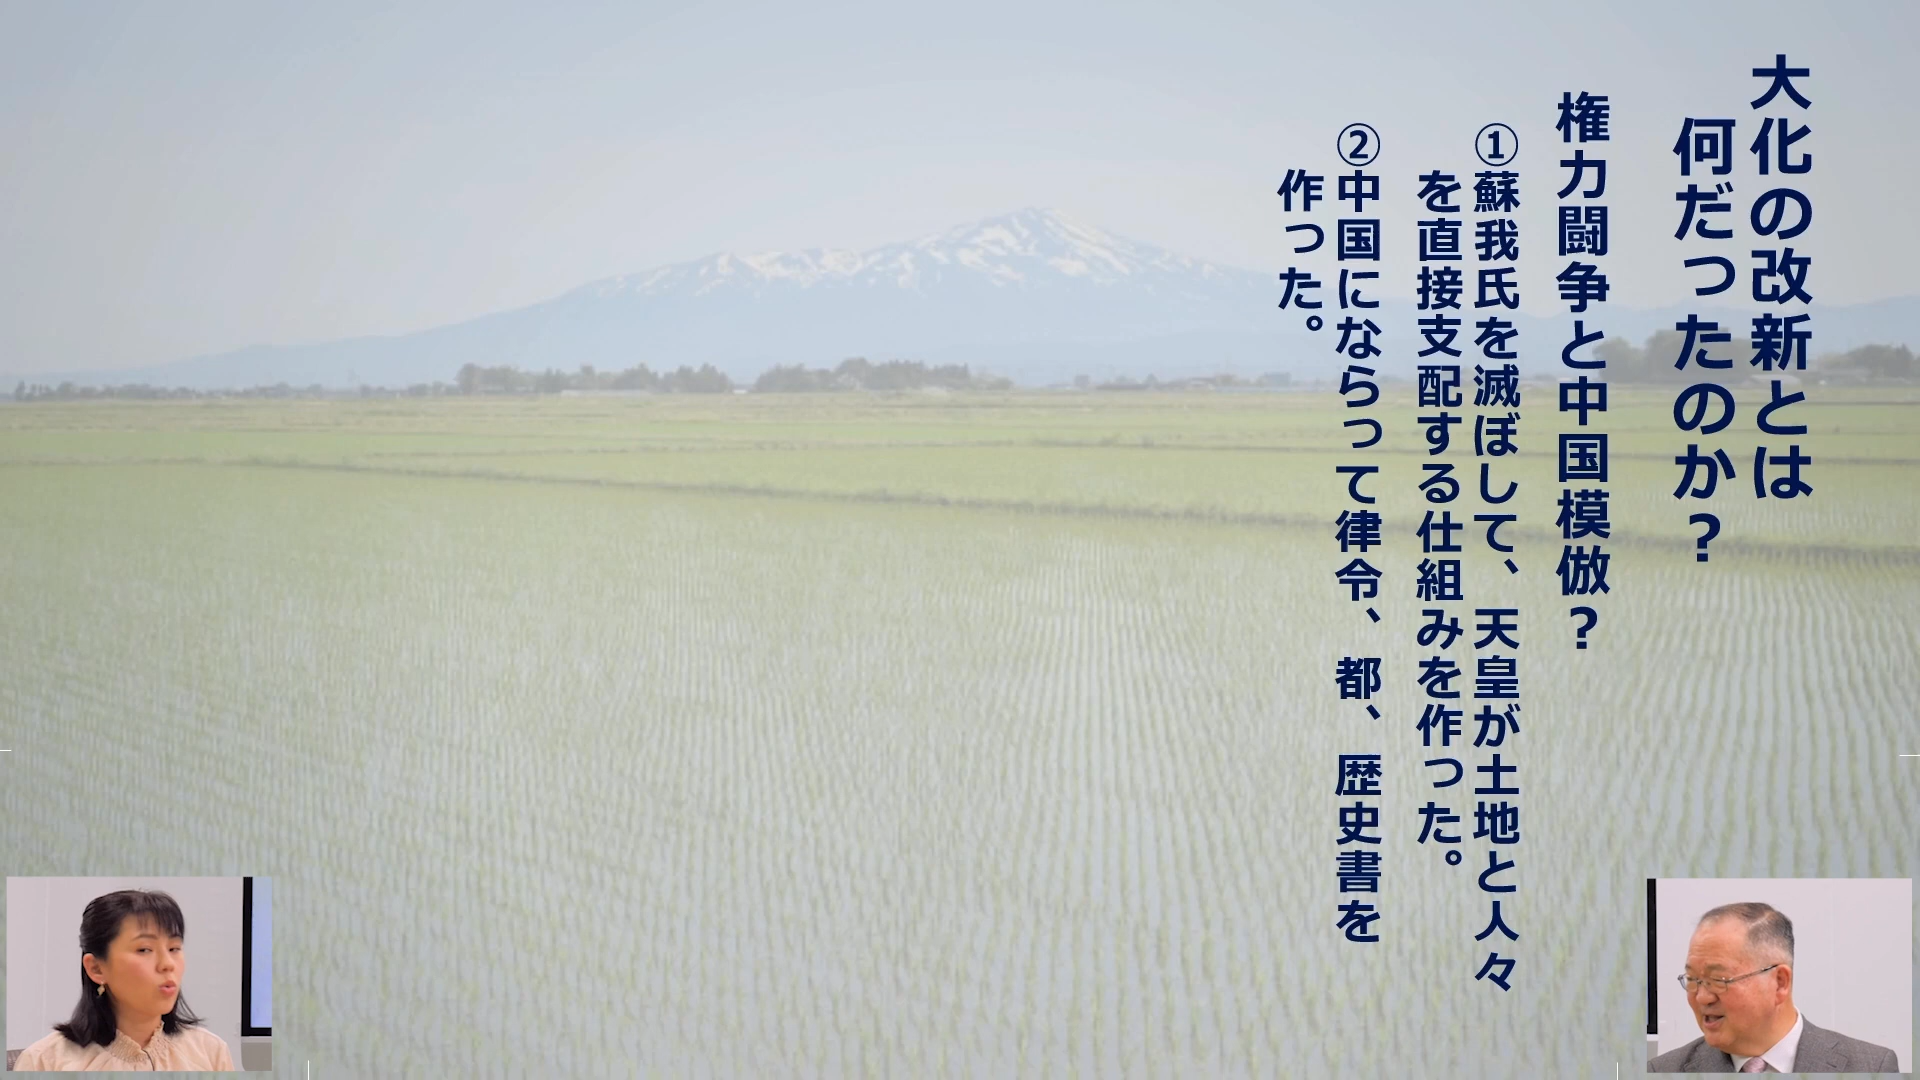 大化の改新とは
何だったのか？
権力闘争と中国模倣？
①蘇我氏を滅ぼして、天皇が土地と人々
を直接支配する仕組みを作った。
②中国にならって律令、都、歴史書を
作った。